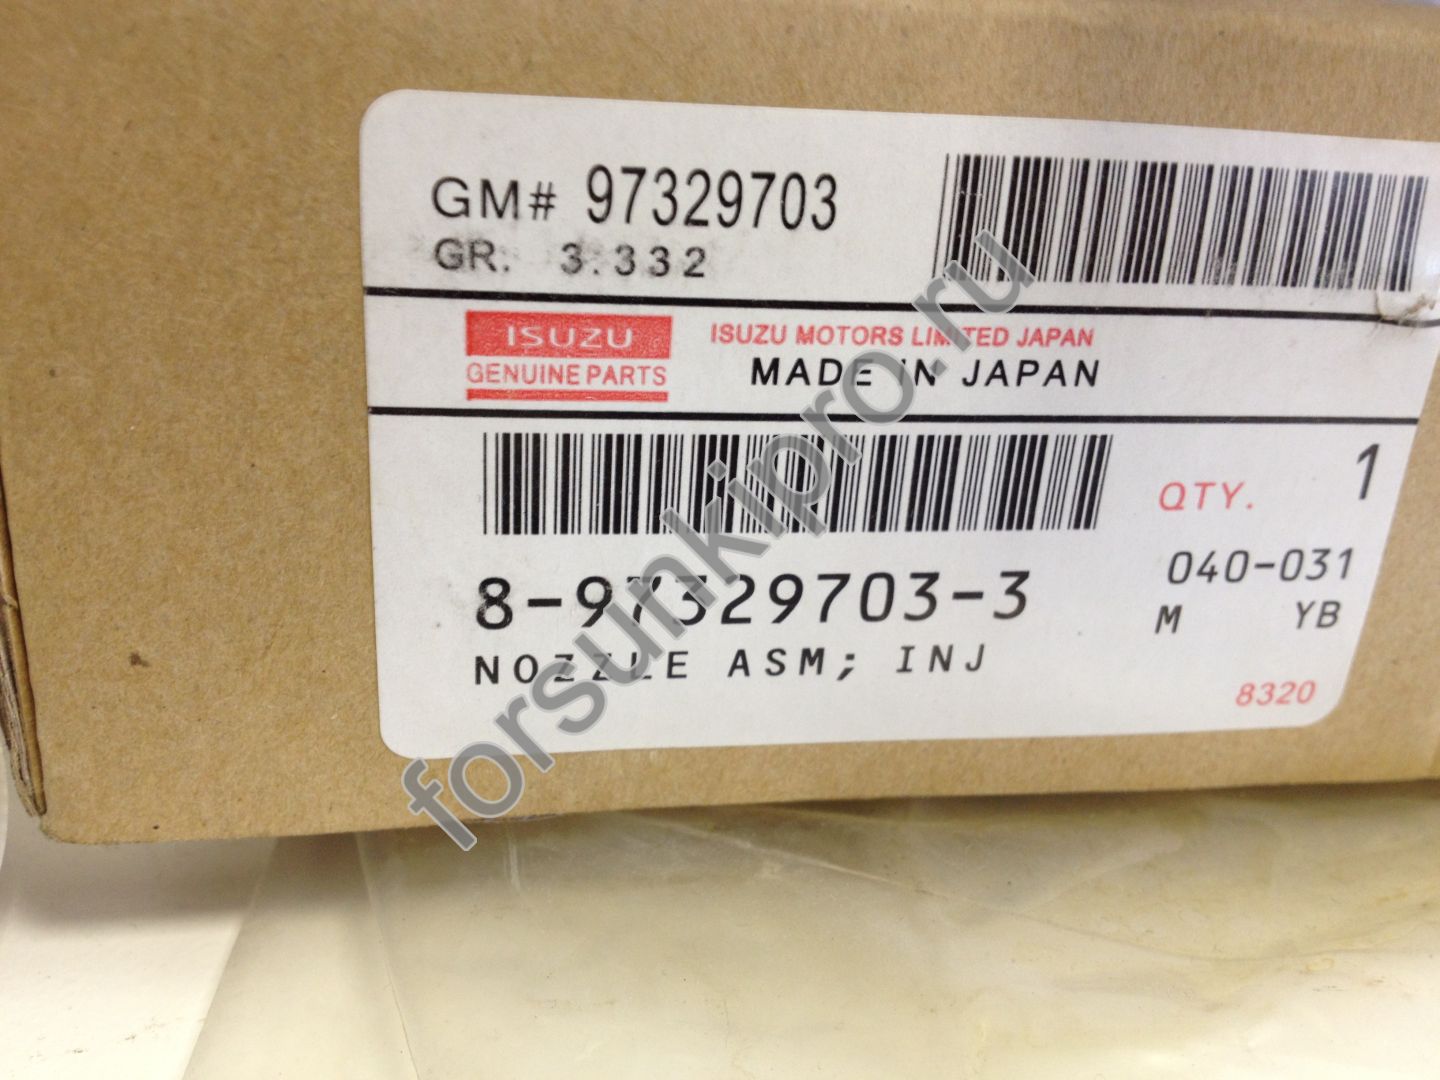 GM# 97329703
GR. 3.332
ISUZU
GENUINE PARTS
ISUZU MOTORS LIMITED JAPAN
MADE IN JAPAN
QTY. 1
8-97329703-3
040-031
M YB
NOZZLE ASM; INJ
8320
forsunkipro.ru